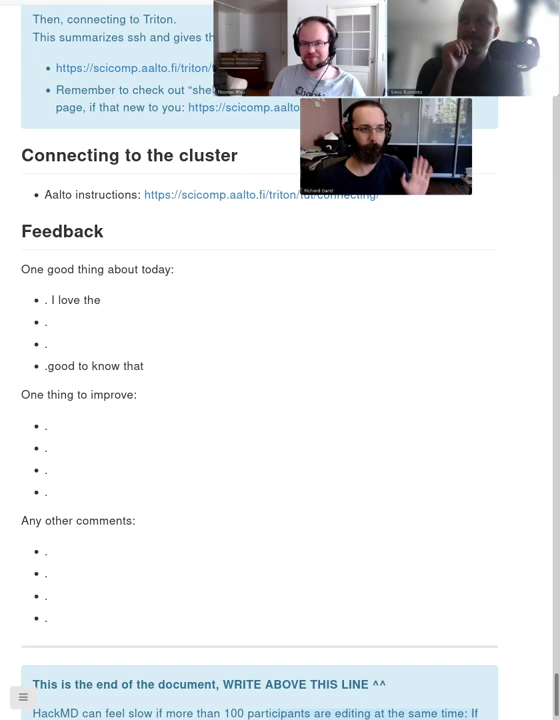 Then, connecting to Triton.
This summarizes ssh and gives th
• https://scicomp.aalto.fi/triton/t
• Remember to check out “she
page, if that new to you: https://scicomp.aalto
Connecting to the cluster
• Aalto instructions: https://scicomp.aalto.fi/triton/tut/connecting/
Feedback
One good thing about today:
• . I love the
• .
• .
• .good to know that
One thing to improve:
• .
• .
• .
• .
Any other comments:
• .
• .
• .
• .
This is the end of the document, WRITE ABOVE THIS LINE ^^
HackMD can feel slow if more than 100 participants are editing at the same time: If
Richard Darst